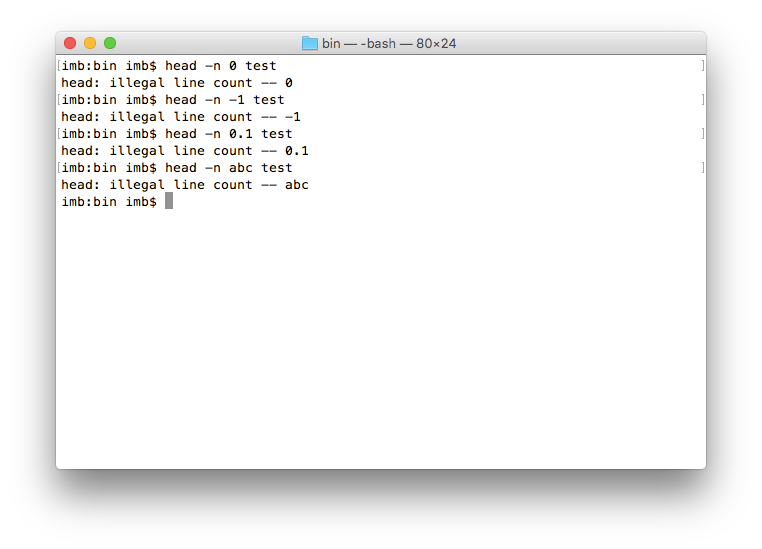 bin — -bash — 80×24
[imb:bin imb$ head -n 0 test ]
head: illegal line count -- 0
[imb:bin imb$ head -n -1 test ]
head: illegal line count -- -1
[imb:bin imb$ head -n 0.1 test ]
head: illegal line count -- 0.1
[imb:bin imb$ head -n abc test ]
head: illegal line count -- abc
imb:bin imb$